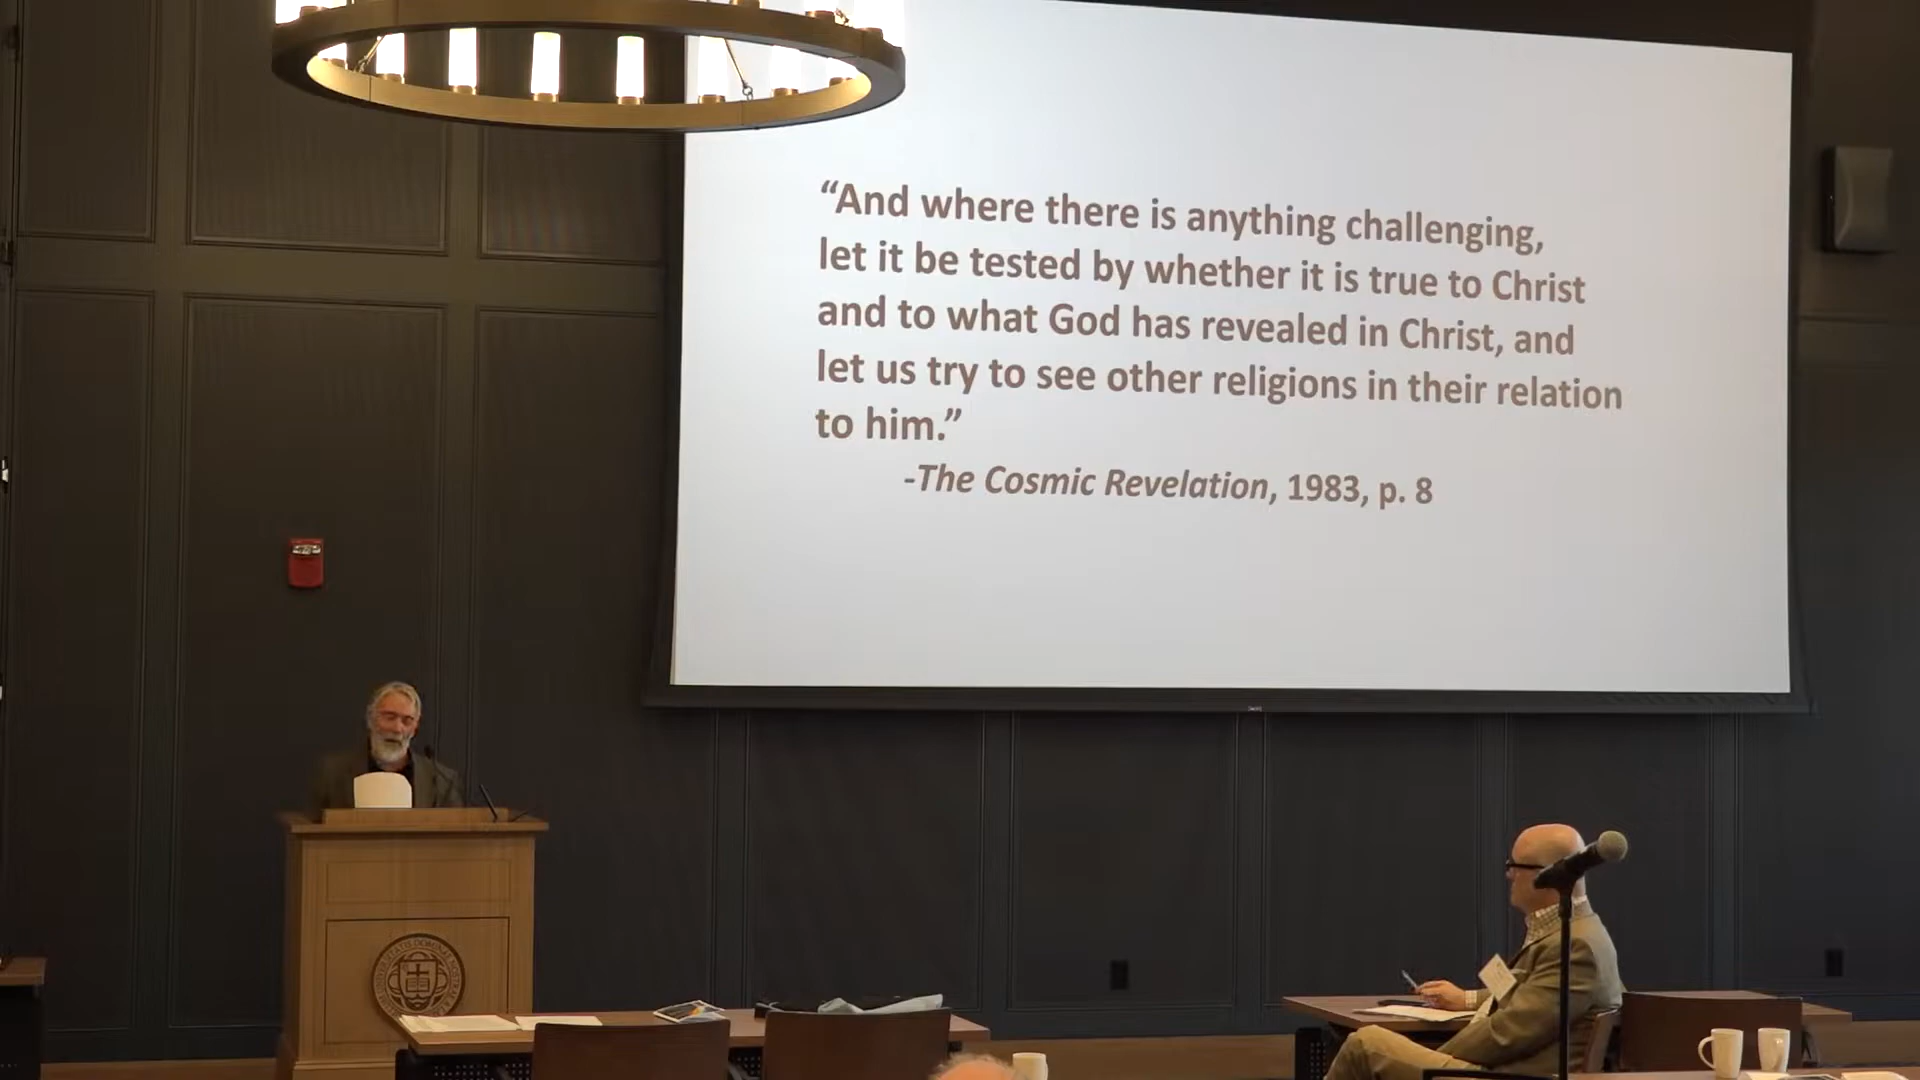 “And where there is anything challenging,
let it be tested by whether it is true to Christ
and to what God has revealed in Christ, and
let us try to see other religions in their relation
to him.”
-The Cosmic Revelation, 1983, p. 8